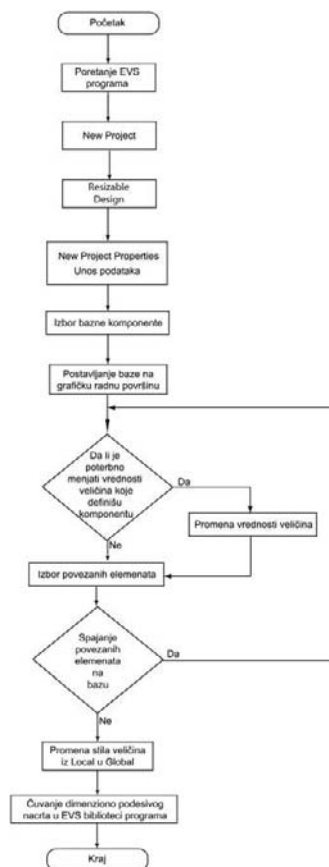 Početak
Poretanje EVS
programa
New Project
Resizable
Design
New Project Properties
Unos podataka
Izbor bazne komponente
Postavljanje baze na
grafičku radnu površinu
Da li je
poterbno
menjati vrednosti
veličina koje
definišu
komponentu
Da
Promena vrednosti veličina
Ne
Izbor povezanih elemenata
Spajanje
povezanih
elemenata
na
bazu
Da
Ne
Promena stila veličina
iz Local u Global
Čuvanje dimenziono podesivog
nacrta u EVS biblioteci programa
Kraj